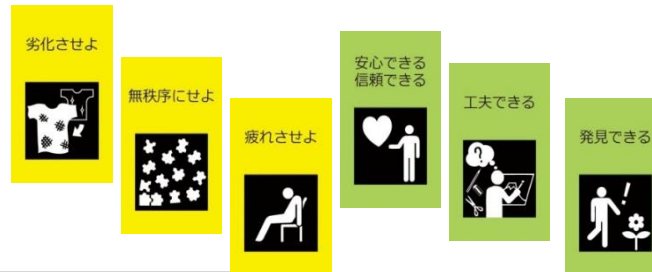 劣化させよ
無秩序にせよ
疲れさせよ
安心できる
信頼できる
工夫できる
発見できる